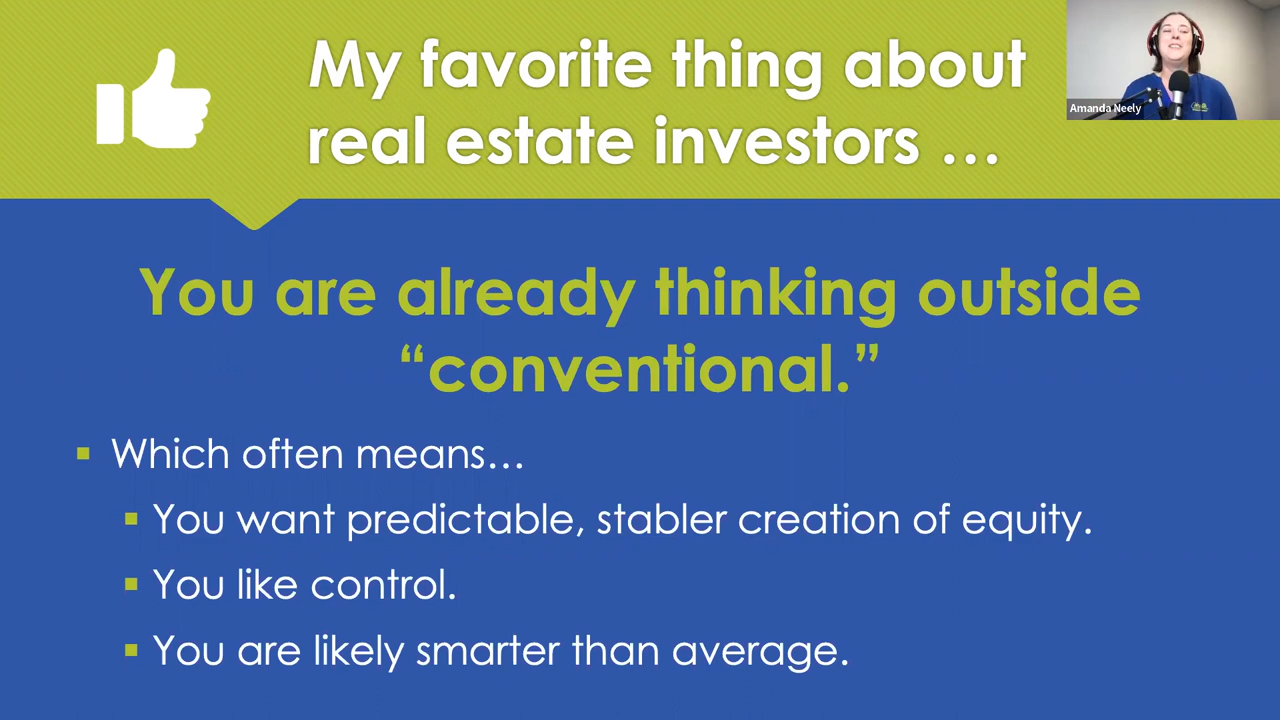 My favorite thing about
real estate investors …
Amanda Neely
You are already thinking outside
“conventional.”
▪ Which often means…
▪ You want predictable, stabler creation of equity.
▪ You like control.
▪ You are likely smarter than average.